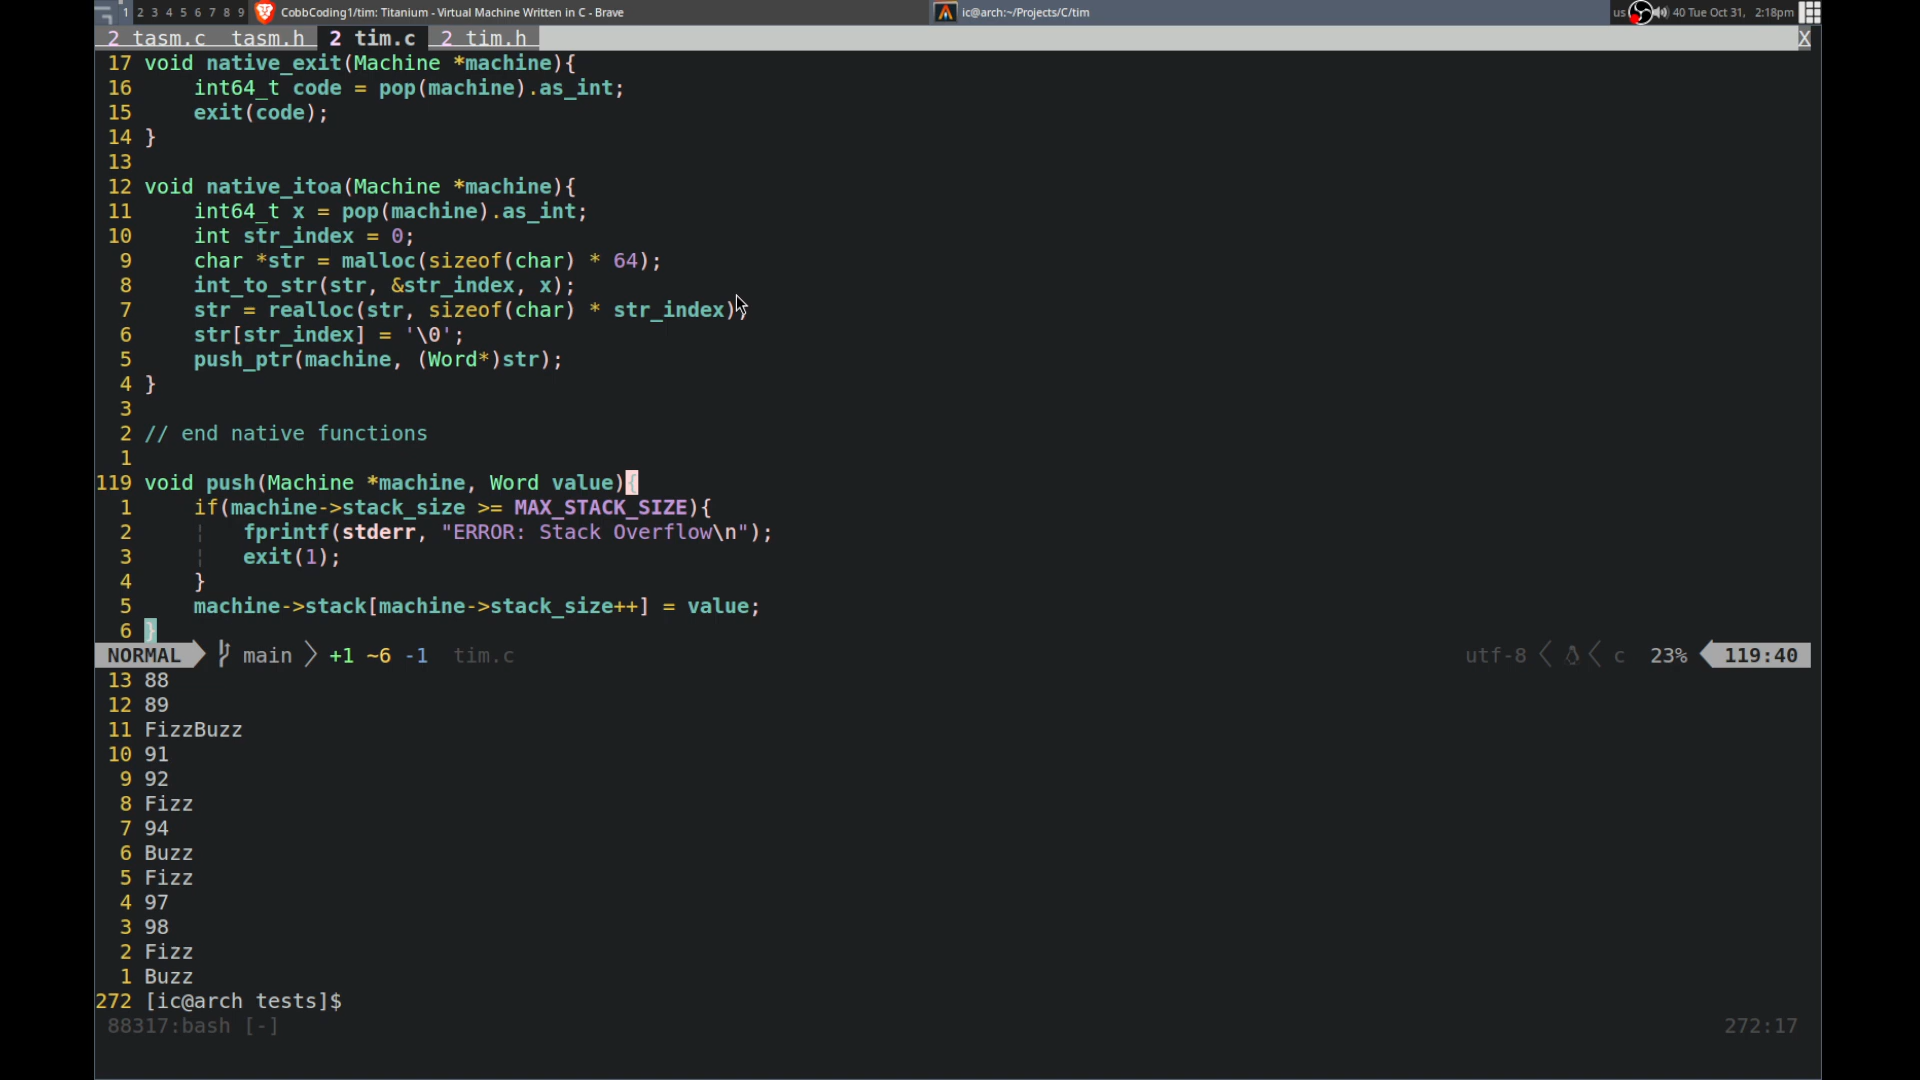 1 2 3 4 5 6 7 8 9 CobbCoding1/tim: Titanium - Virtual Machine Written in C - Brave ic@arch:~/Projects/C/tim us 40 Tue Oct 31, 2:18pm
2 tasm.c tasm.h 2 tim.c 2 tim.h X
17 void native_exit(Machine *machine){
16 int64_t code = pop(machine).as_int;
15 exit(code);
14 }
13
12 void native_itoa(Machine *machine){
11 int64_t x = pop(machine).as_int;
10 int str_index = 0;
9 char *str = malloc(sizeof(char) * 64);
8 int_to_str(str, &str_index, x);
7 str = realloc(str, sizeof(char) * str_index);
6 str[str_index] = '\0';
5 push_ptr(machine, (Word*)str);
4 }
3
2 // end native functions
1
119 void push(Machine *machine, Word value){
1 if(machine->stack_size >= MAX_STACK_SIZE){
2 ¦ fprintf(stderr, "ERROR: Stack Overflow\n");
3 ¦ exit(1);
4 }
5 machine->stack[machine->stack_size++] = value;
6 }
NORMAL main +1 ~6 -1 tim.c utf-8 c 23% 119:40
13 88
12 89
11 FizzBuzz
10 91
9 92
8 Fizz
7 94
6 Buzz
5 Fizz
4 97
3 98
2 Fizz
1 Buzz
272 [ic@arch tests]$
88317:bash [-] 272:17